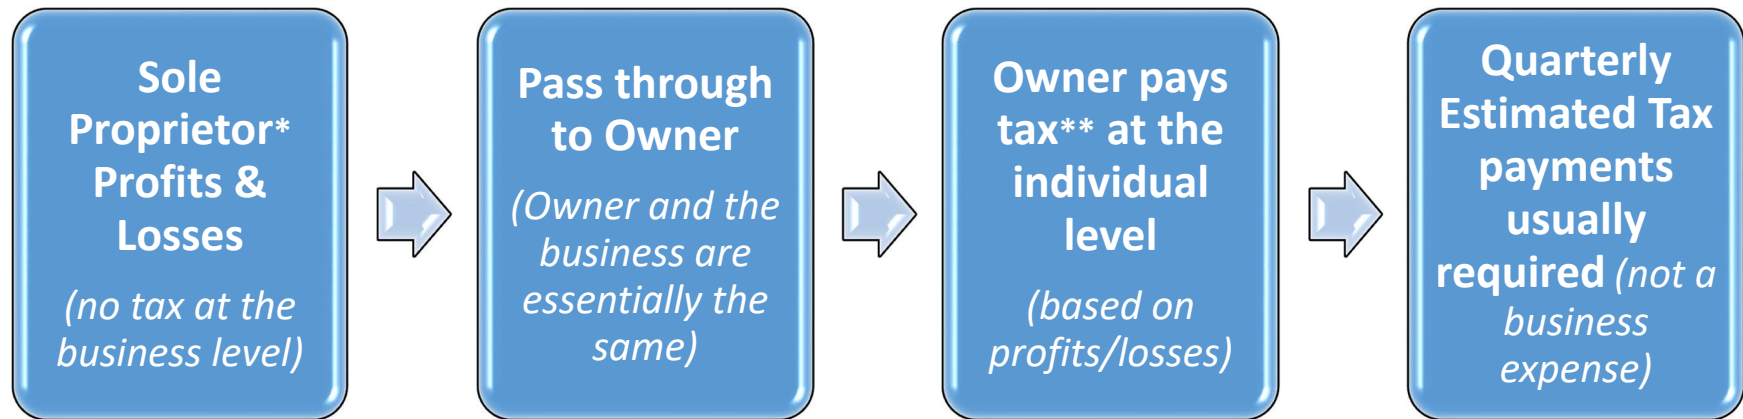 Sole
Proprietor*
Profits &
Losses
(no tax at the
business level)
Pass through
to Owner
(Owner and the
business are
essentially the
same)
Owner pays
tax** at the
individual
level
(based on
profits/losses)
Quarterly
Estimated Tax
payments
usually
required (not a
business
expense)